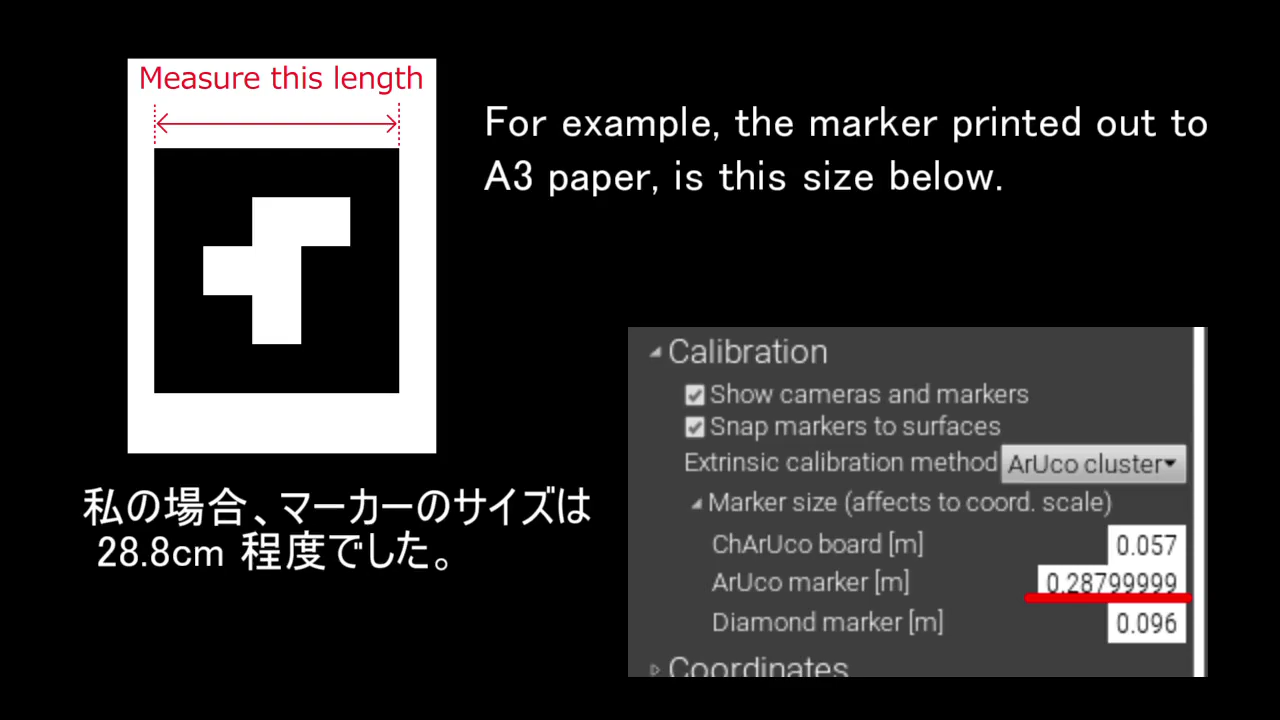 Measure this length
For example, the marker printed out to
A3 paper, is this size below.
私の場合、マーカーのサイズは
28.8cm 程度でした。
Calibration
Show cameras and markers
Snap markers to surfaces
Extrinsic calibration method ArUco cluster
Marker size (affects to coord. scale)
ChArUco board [m] 0.057
ArUco marker [m] 0.28799999
Diamond marker [m] 0.096
Coordinates